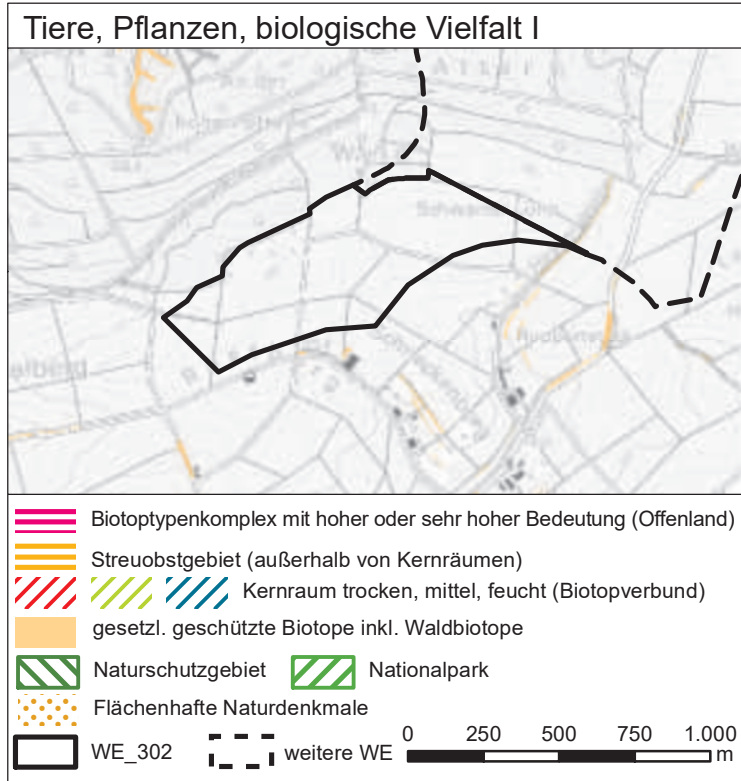 Tiere, Pflanzen, biologische Vielfalt I
Biotoptypenkomplex mit hoher oder sehr hoher Bedeutung (Offenland)
Streuobstgebiet (außerhalb von Kernräumen)
Kernraum trocken, mittel, feucht (Biotopverbund)
gesetzl. geschützte Biotope inkl. Waldbiotope
Naturschutzgebiet Nationalpark
Flächenhafte Naturdenkmale
WE_302 weitere WE 0 250 500 750 1.000
m